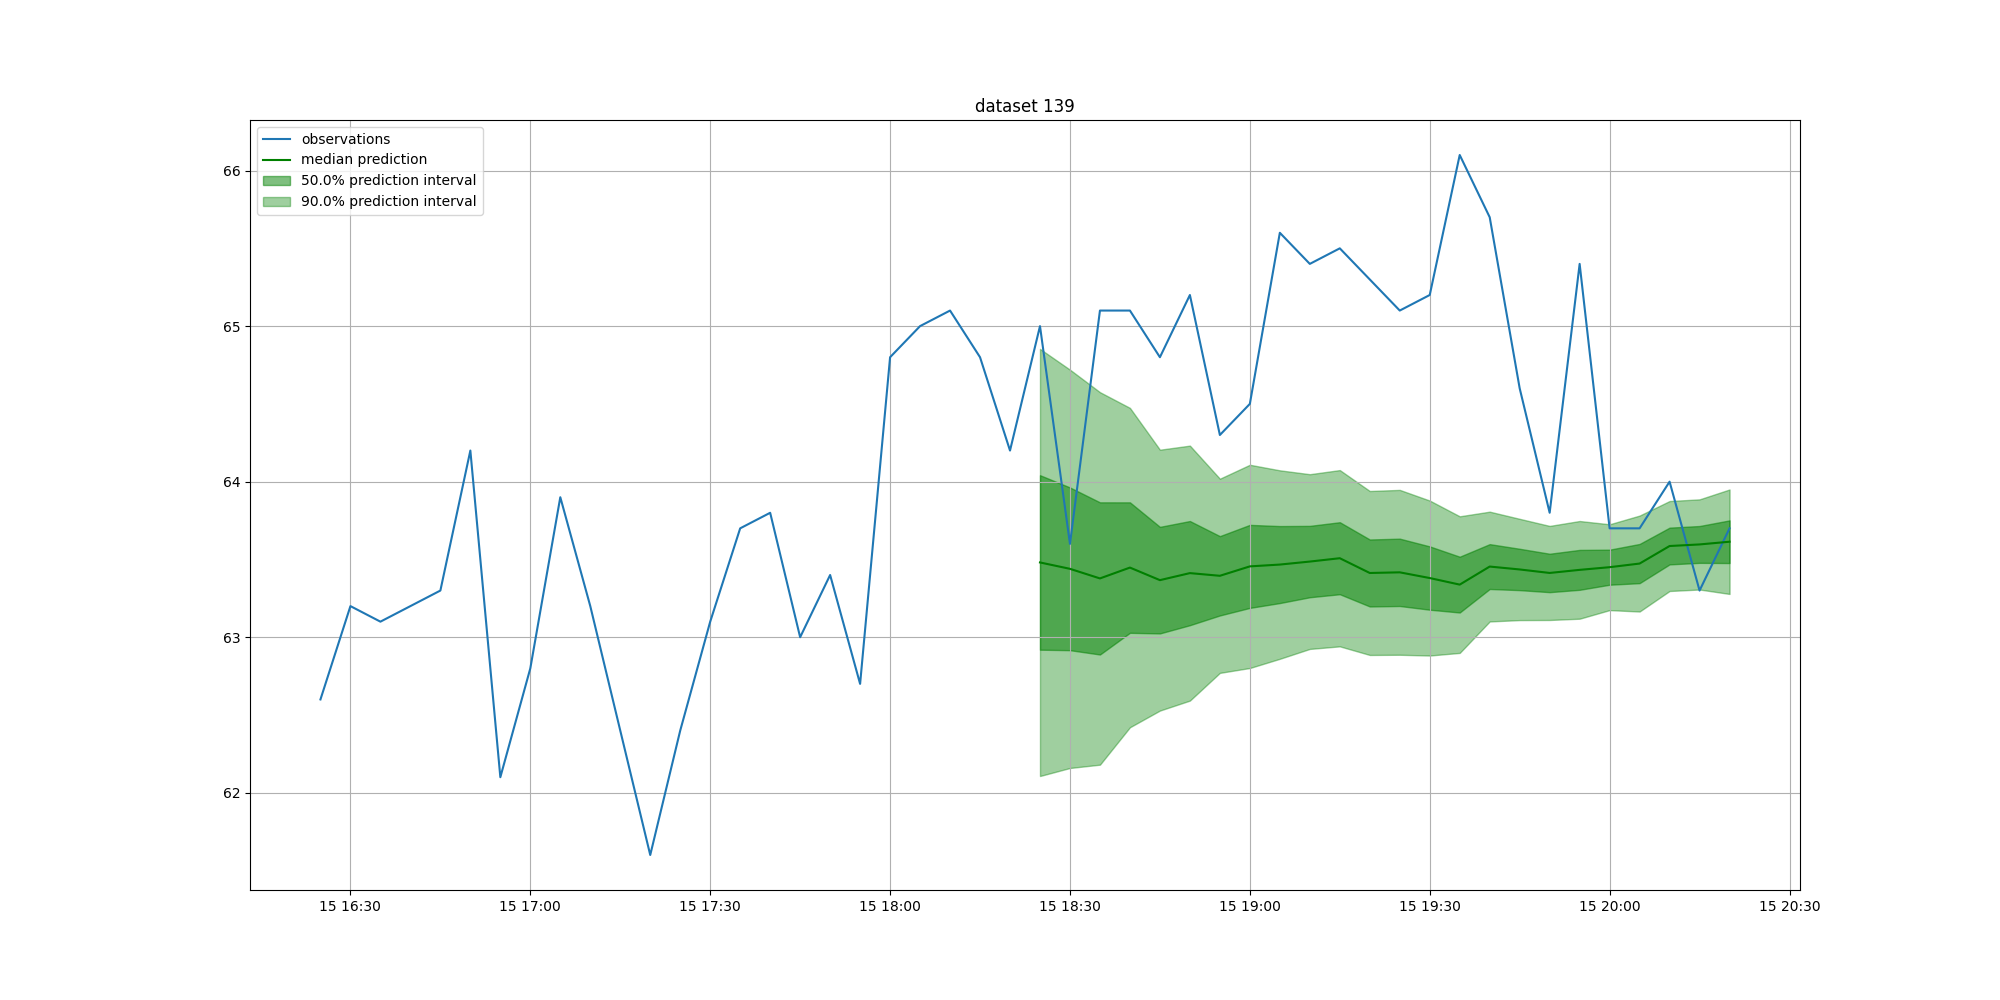 dataset 139
observations
median prediction
50.0% prediction interval
90.0% prediction interval
66
65
64
63
62
15 16:30
15 17:00
15 17:30
15 18:00
15 18:30
15 19:00
15 19:30
15 20:00
15 20:30